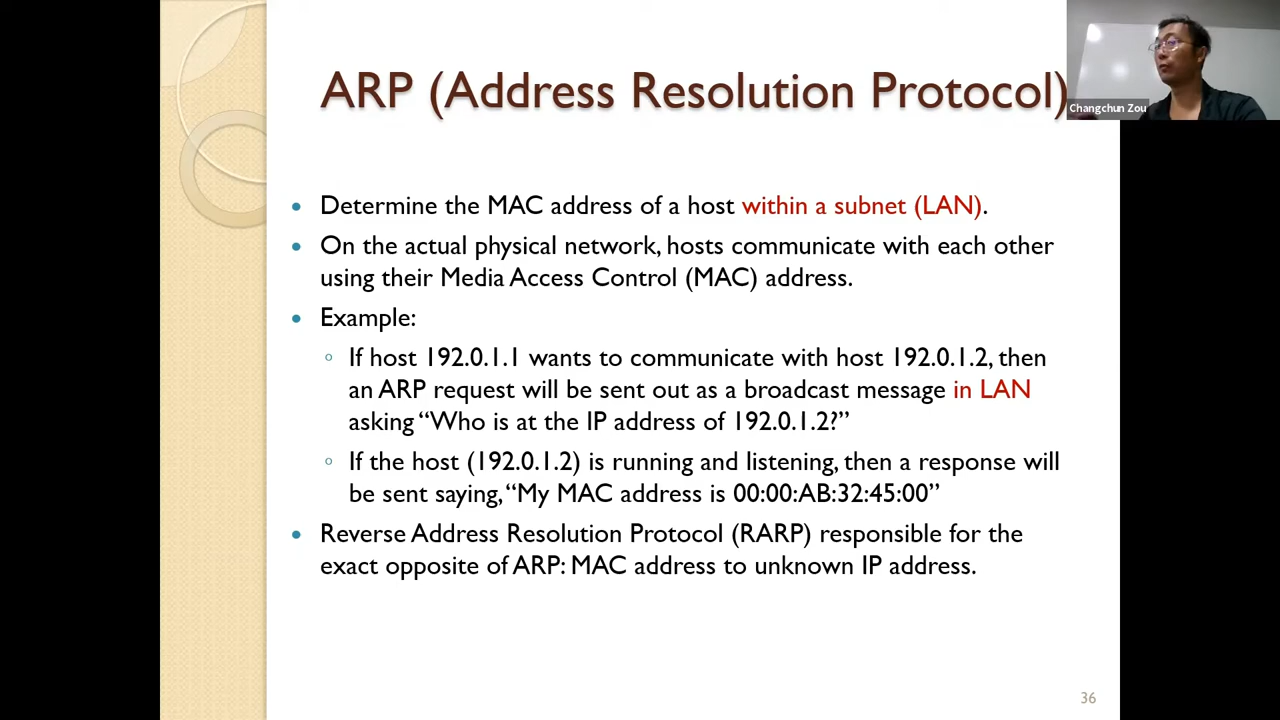 ARP (Address Resolution Protocol)
Changchun Zou
Determine the MAC address of a host within a subnet (LAN).
On the actual physical network, hosts communicate with each other
using their Media Access Control (MAC) address.
Example:
If host 192.0.1.1 wants to communicate with host 192.0.1.2, then
an ARP request will be sent out as a broadcast message in LAN
asking “Who is at the IP address of 192.0.1.2?”
If the host (192.0.1.2) is running and listening, then a response will
be sent saying, “My MAC address is 00:00:AB:32:45:00”
Reverse Address Resolution Protocol (RARP) responsible for the
exact opposite of ARP: MAC address to unknown IP address.
36